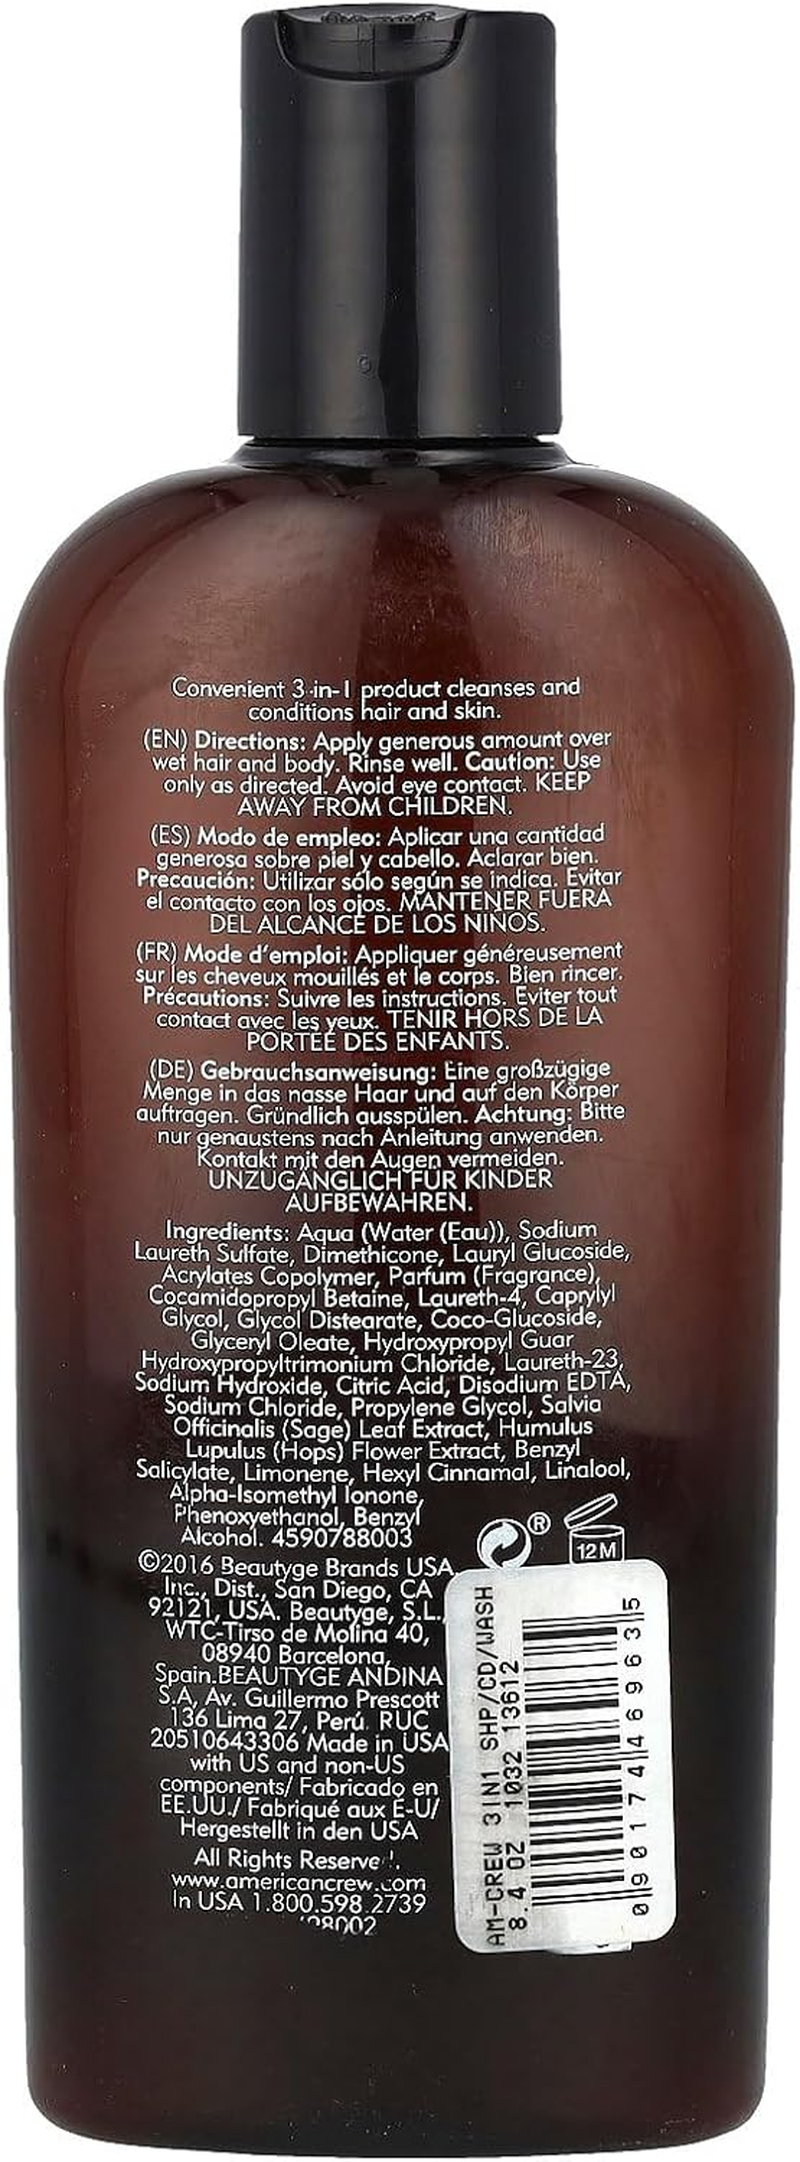 Convenient 3-in-1 product cleanses and
conditions hair and skin.
(EN) Directions: Apply generous amount over
wet hair and body. Rinse well. Caution: Use
only as directed. Avoid eye contact. KEEP
AWAY FROM CHILDREN.
(ES) Modo de empleo: Aplicar una cantidad
generosa sobre piel y cabello. Aclarar bien.
Precaución: Utilizar sólo según se indica. Evitar
el contacto con los ojos. MANTENER FUERA
DEL ALCANCE DE LOS NIÑOS.
(FR) Mode d'emploi: Appliquer généreusement
sur les cheveux mouillés et le corps. Bien rincer.
Précautions: Suivre les instructions. Eviter tout
contact avec les yeux. TENIR HORS DE LA
PORTÉE DES ENFANTS.
(DE) Gebrauchsanweisung: Eine großzügige
Menge in das nasse Haar und auf den Körper
auftragen. Gründlich ausspülen. Achtung: Bitte
nur genaustens nach Anleitung anwenden.
Kontakt mit den Augen vermeiden.
UNZUGÄNGLICH FÜR KINDER
AUFBEWAHREN.
Ingredients: Aqua (Water (Eau)), Sodium
Laureth Sulfate, Dimethicone, Lauryl Glucoside,
Acrylates Copolymer, Parfum (Fragrance),
Cocamidopropyl Betaine, Laureth-4, Caprylyl
Glycol, Glycol Distearate, Coco-Glucoside,
Glyceryl Oleate, Hydroxypropyl Guar
Hydroxypropyltrimonium Chloride, Laureth-23,
Sodium Hydroxide, Citric Acid, Disodium EDTA,
Sodium Chloride, Propylene Glycol, Salvia
Officinalis (Sage) Leaf Extract, Humulus
Lupulus (Hops) Flower Extract, Benzyl
Salicylate, Limonene, Hexyl Cinnamal, Linalool,
Alpha-Isomethyl Ionone,
Phenoxyethanol, Benzyl
Alcohol. 4590788003
®
12M
©2016 Beautyge Brands USA,
Inc., Dist., San Diego, CA
92121, USA. Beautyge, S.L.,
WTC-Tirso de Molina 40,
08940 Barcelona,
Spain.BEAUTYGE ANDINA
S.A, Av. Guillermo Prescott
136 Lima 27, Perú. RUC
20510643306 Made in USA
with US and non-US
components/ Fabricado en
EE.UU./ Fabriqué aux É-U/
Hergestellt in den USA
All Rights
www.americancrew.com
In USA 1.800.598.2739
28002
AM-CREW 3IN1 SHP/CD/WASH
8.4 OZ 1032 13612
0 90174 46963 5